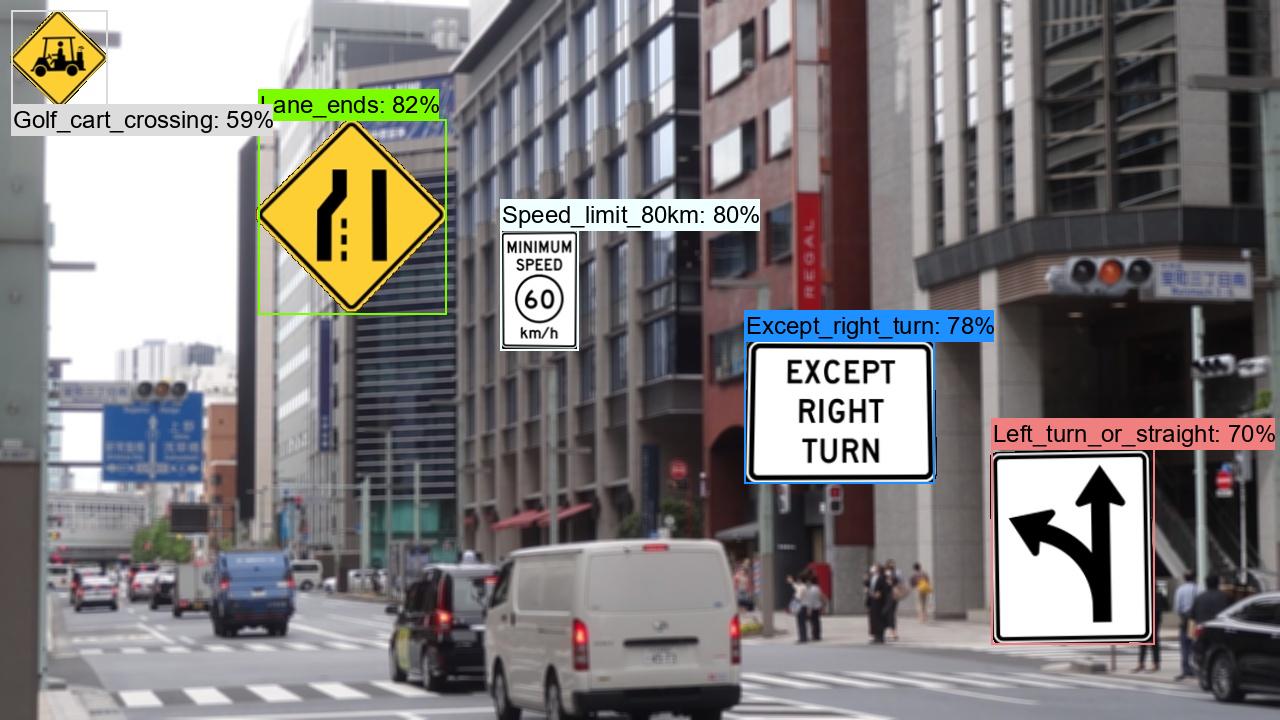 Golf_cart_crossing: 59%
Lane_ends: 82%
Speed_limit_80km: 80%
MINIMUM
SPEED
60
km/h
REGAL
Except_right_turn: 78%
EXCEPT
RIGHT
TURN
Left_turn_or_straight: 70%